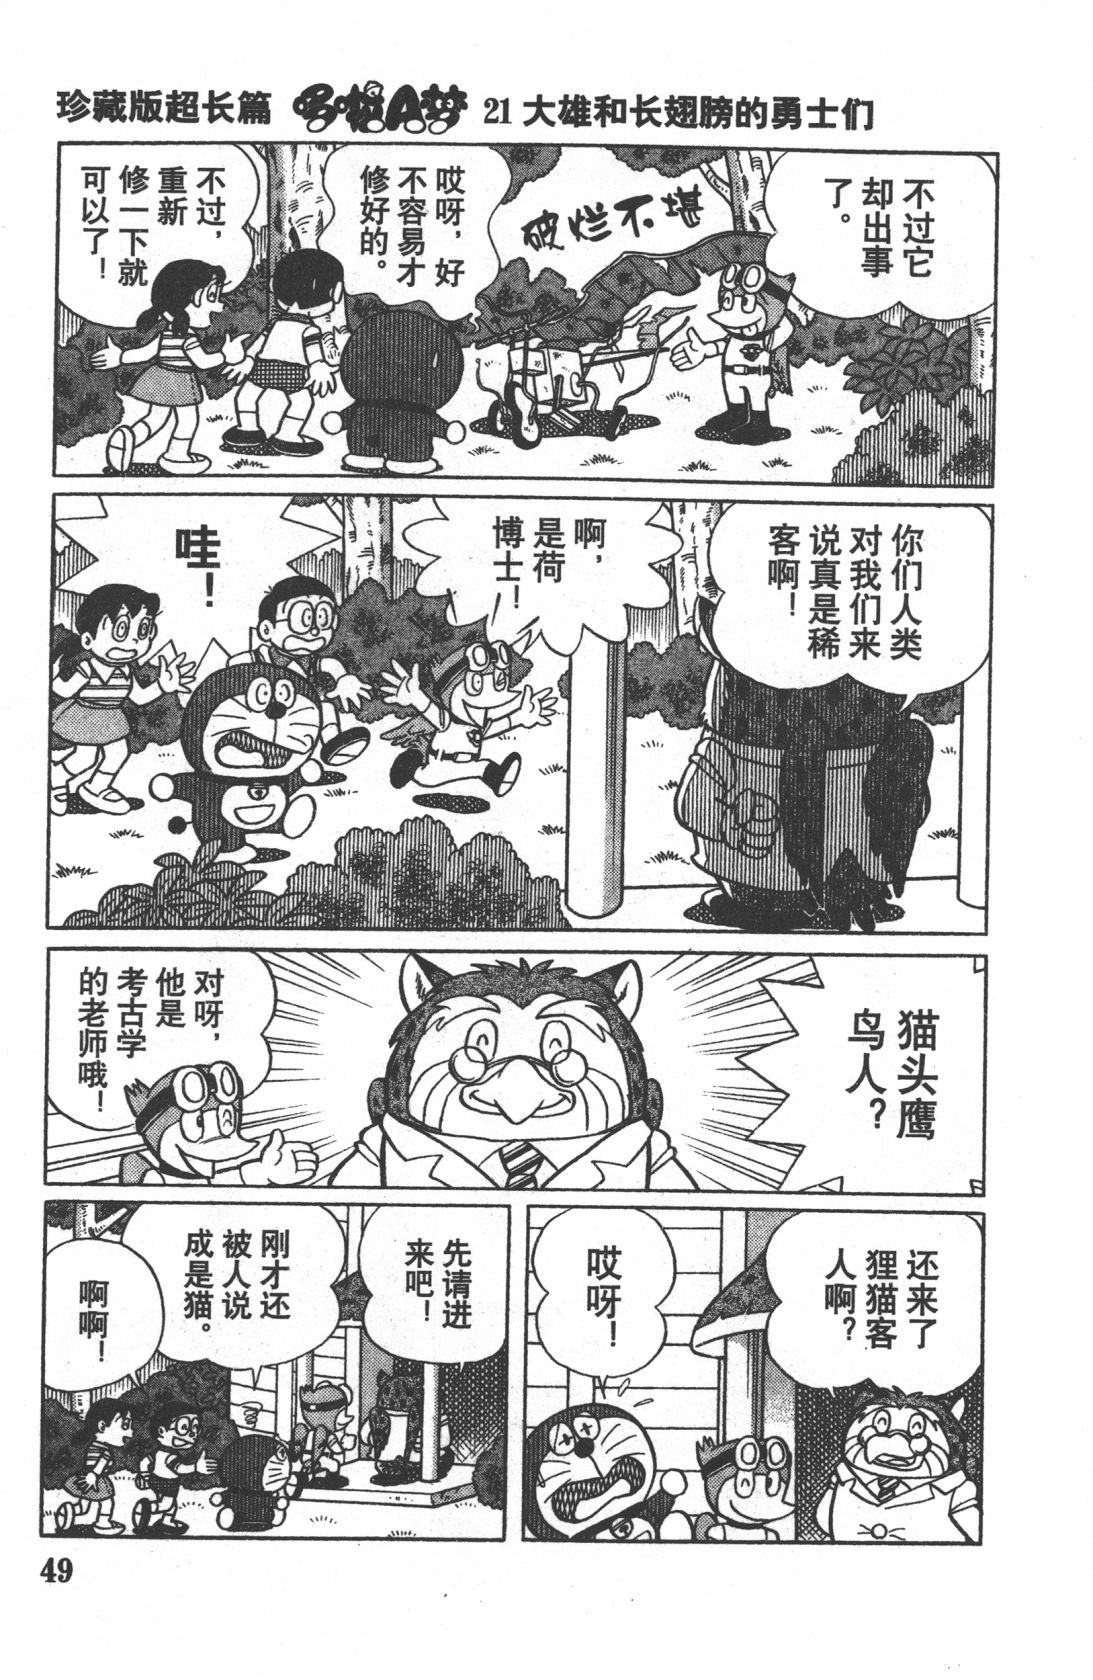 珍藏版超长篇 哆啦A梦 21 大雄和长翅膀的勇士们
不过它
却出事
了。
破烂不堪
哎呀，好
不容易才
修好的。
不过，
重新
修一下就
可以了！
你们人类
对我们来
说真是稀
客啊！
啊，
是荷
博士！
哇！
猫头鹰
鸟人？
对呀，
他是
考古学
的老师哦！
还来了
狸猫客
人啊？
哎
呀！
先请进
来吧！
刚才还
被人说
成是猫。
啊啊！
49